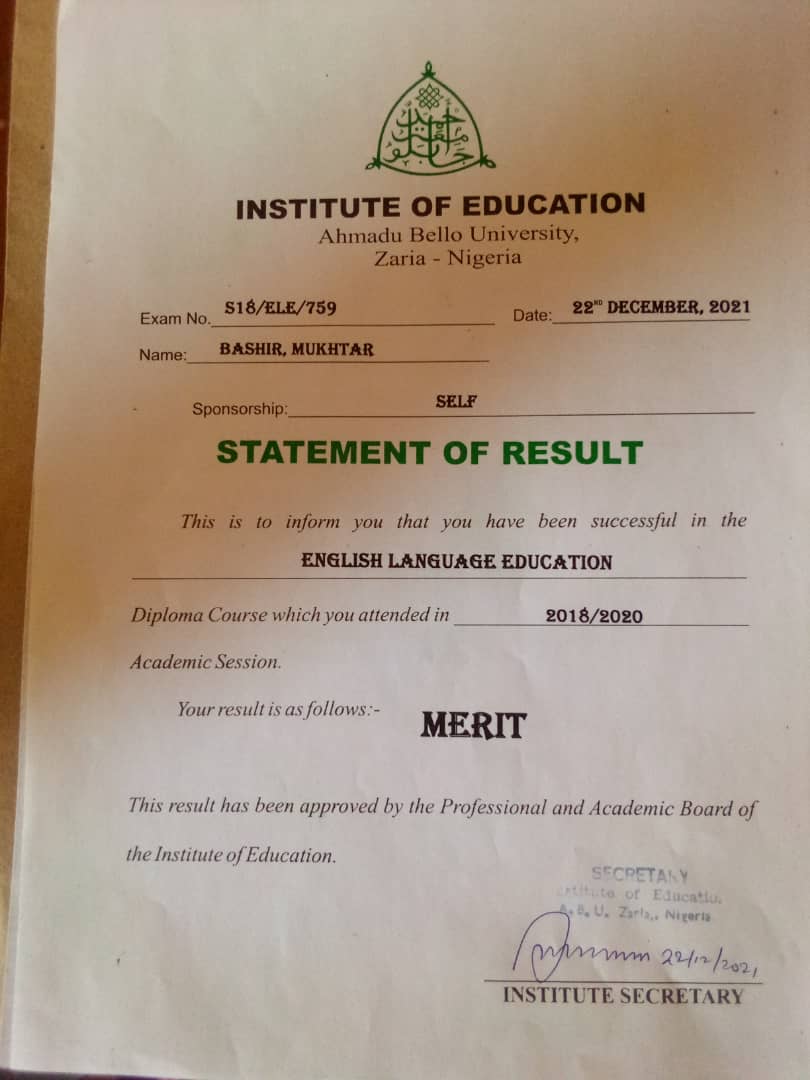 INSTITUTE OF EDUCATION
Ahmadu Bello University,
Zaria - Nigeria
Exam No. S18/ELE/759 Date: 22ND DECEMBER, 2021
Name: BASHIR, MUKHTAR
Sponsorship: SELF
STATEMENT OF RESULT
This is to inform you that you have been successful in the
ENGLISH LANGUAGE EDUCATION
Diploma Course which you attended in 2018/2020
Academic Session.
Your result is as follows:-
MERIT
This result has been approved by the Professional and Academic Board of
the Institute of Education.
SECRETARY
of
A.B.U. Zaria, Nigeria
22/12/2021
INSTITUTE SECRETARY